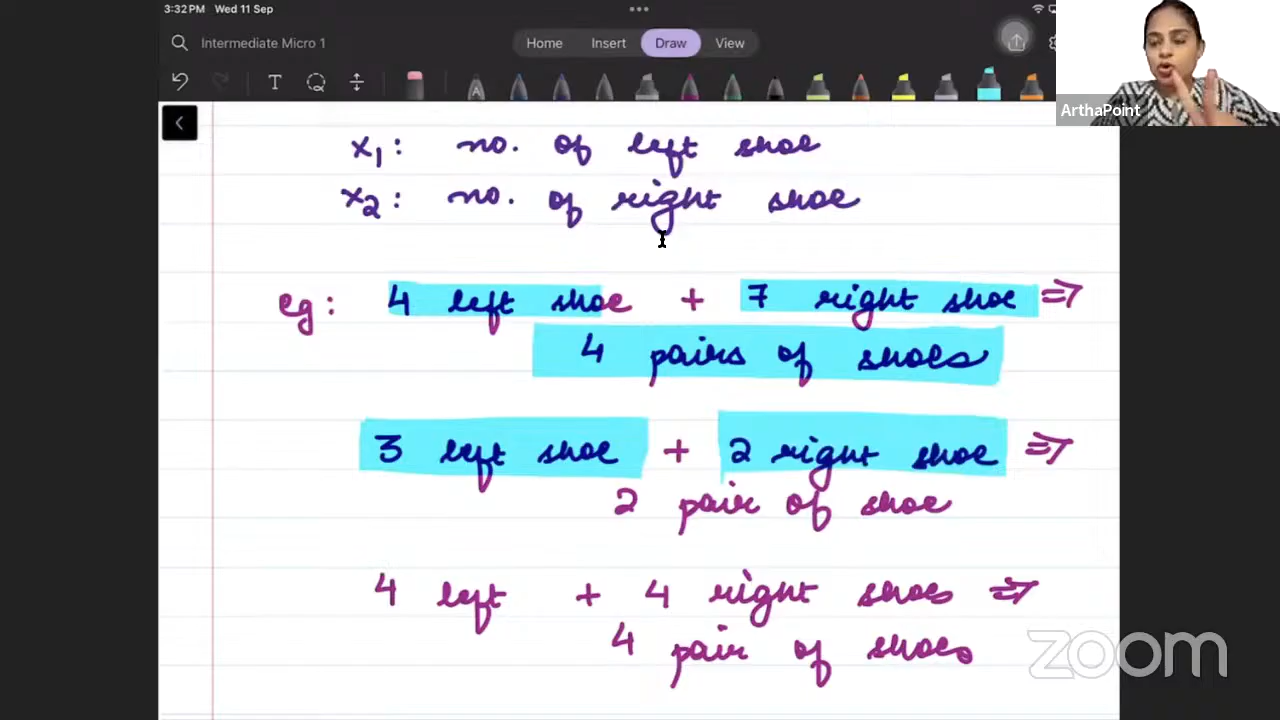 3:32 PM Wed 11 Sep
Intermediate Micro 1
Home Insert Draw View
ArthaPoint
x₁: no. of left shoe
x₂: no. of right shoe
eg: 4 left shoe + 7 right shoe ⇒
4 pairs of shoes
3 left shoe + 2 right shoe ⇒
2 pair of shoe
4 left + 4 right shoes ⇒
4 pair of shoes
zoom